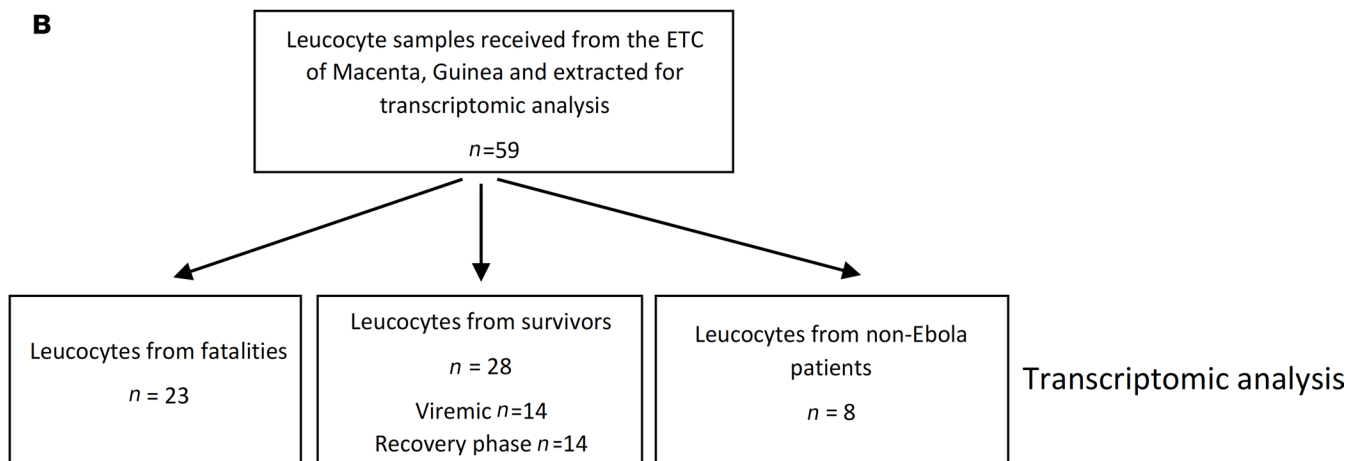 B
Leucocyte samples received from the ETC
of Macenta, Guinea and extracted for
transcriptomic analysis
n=59
Leucocytes from fatalities
n = 23
Leucocytes from survivors
n = 28
Viremic n=14
Recovery phase n=14
Leucocytes from non-Ebola
patients
n = 8
Transcriptomic analysis